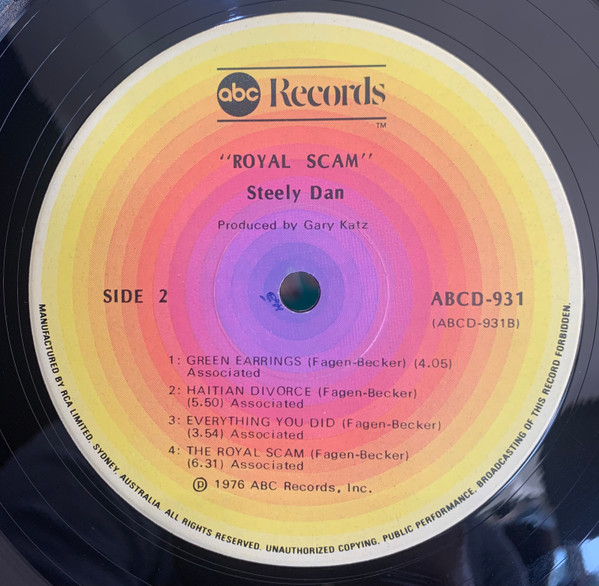 abc Records
TM
"ROYAL SCAM"
Steely Dan
Produced by Gary Katz
SIDE 2
ABCD-931
(ABCD-931B)
1: GREEN EARRINGS (Fagen-Becker) (4.05)
Associated
2: HAITIAN DIVORCE (Fagen-Becker)
(5.50) Associated
3: EVERYTHING YOU DID (Fagen-Becker)
(3.54) Associated
4: THE ROYAL SCAM (Fagen-Becker)
(6.31) Associated
Ⓟ 1976 ABC Records, Inc.
MANUFACTURED BY RCA LIMITED, SYDNEY, AUSTRALIA. ALL RIGHTS RESERVED. UNAUTHORIZED COPYING, PUBLIC PERFORMANCE, BROADCASTING OF THIS RECORD FORBIDDEN.